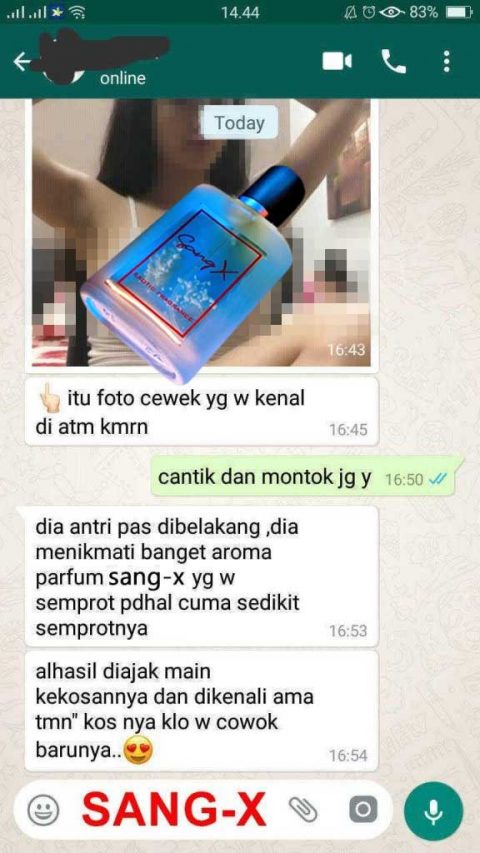 14.44
83%
online
Today
Sang-X
EXOTIC FRAGRANCE
16:43
itu foto cewek yg w kenal
di atm kmrn
16:45
cantik dan montok jg y
16:50
dia antri pas dibelakang ,dia
menikmati banget aroma
parfum sang-x yg w
semprot pdhal cuma sedikit
semprotnya
16:53
alhasil diajak main
kekosannya dan dikenali ama
tmn" kos nya klo w cowok
barunya..
16:54
SANG-X